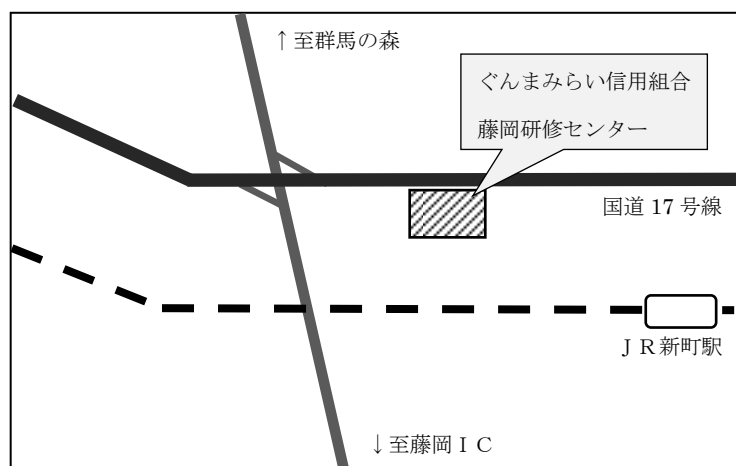 ↑至群馬の森
ぐんまみらい信用組合
藤岡研修センター
国道 17 号線
ＪＲ新町駅
↓至藤岡ＩＣ